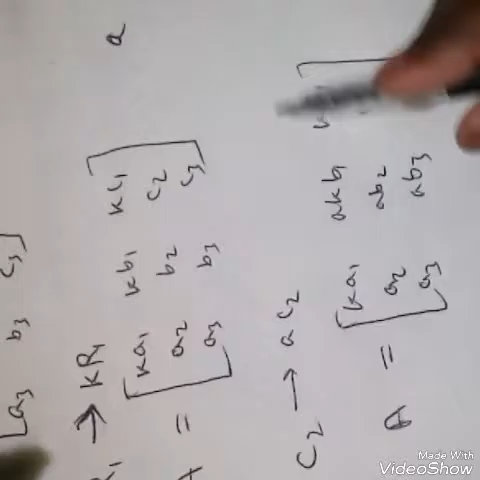 a
a3 b3 c3
R1 → KR1
A = [ka1 kb1 kc1
a2 b2 c2
a3 b3 c3]
C2 → a C2
A = [ka1 akb1
a2 ab2
a3 ab3
Made With
VideoShow